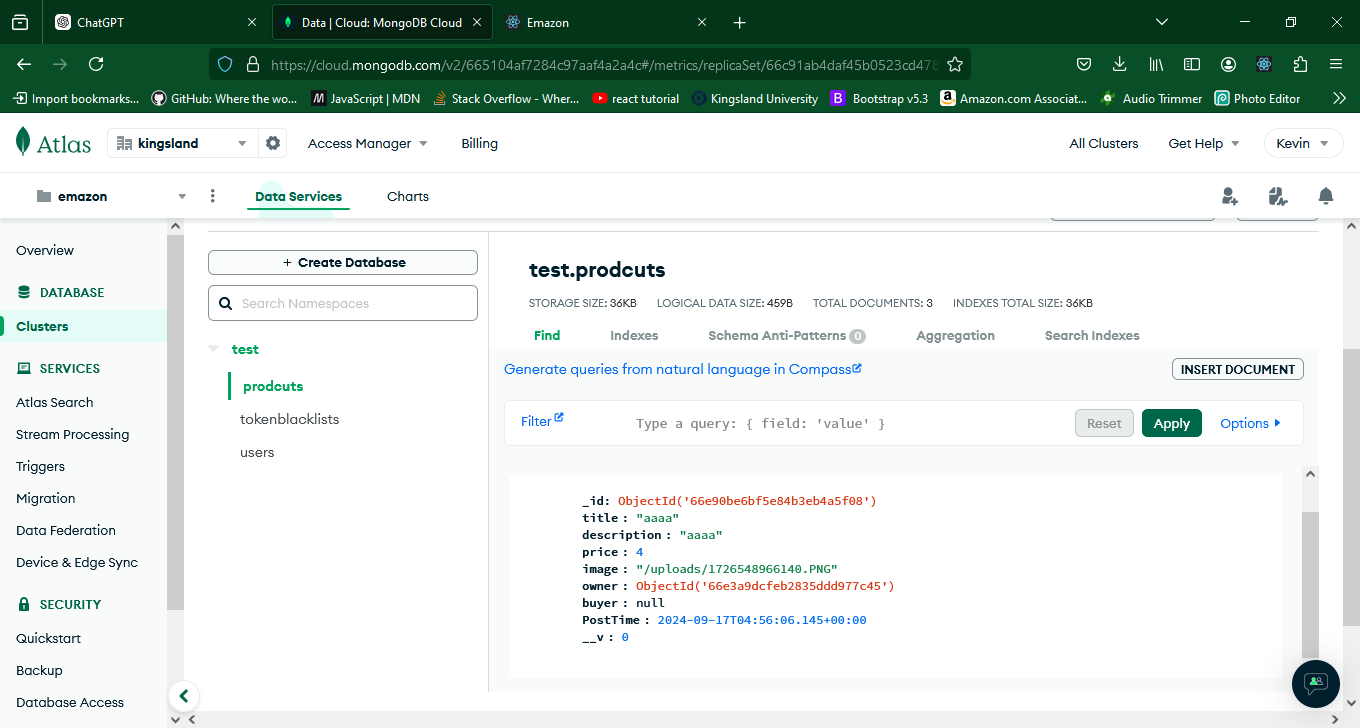 ChatGPT
Data | Cloud: MongoDB Cloud
Emazon
https://cloud.mongodb.com/v2/665104af7284c97aaf4a2a4c#/metrics/replicaSet/66c91ab4daf45b0523cd478
Import bookmarks...
GitHub: Where the wo...
JavaScript | MDN
Stack Overflow - Wher...
react tutorial
Kingsland University
Bootstrap v5.3
Amazon.com Associat...
Audio Trimmer
Photo Editor
Atlas
kingsland
Access Manager
Billing
All Clusters
Get Help
Kevin
emazon
Data Services
Charts
Overview
DATABASE
Clusters
SERVICES
Atlas Search
Stream Processing
Triggers
Migration
Data Federation
Device & Edge Sync
SECURITY
Quickstart
Backup
Database Access
+ Create Database
Search Namespaces
test
prodcuts
tokenblacklists
users
test.prodcuts
STORAGE SIZE: 36KB LOGICAL DATA SIZE: 459B TOTAL DOCUMENTS: 3 INDEXES TOTAL SIZE: 36KB
Find Indexes Schema Anti-Patterns 0 Aggregation Search Indexes
Generate queries from natural language in Compass
INSERT DOCUMENT
Filter
Type a query: { field: 'value' }
Reset
Apply
Options
_id: ObjectId('66e90be6bf5e84b3eb4a5f08')
title : "aaaa"
description : "aaaa"
price : 4
image : "/uploads/1726548966140.PNG"
owner : ObjectId('66e3a9dcfeb2835ddd977c45')
buyer : null
PostTime : 2024-09-17T04:56:06.145+00:00
__v : 0